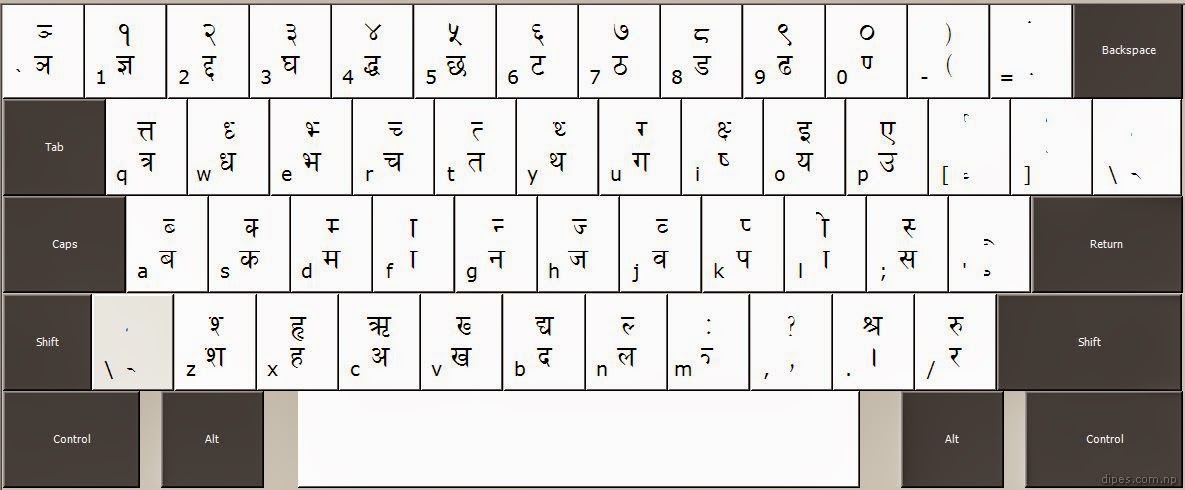 ञ् १ २ ३ ४ ५ ६ ७ ८ ९ ० )
` ञ 1 ज्ञ 2 द्द 3 घ 4 द्ध 5 छ 6 ट 7 ठ 8 ड 9 ढ 0 ण् - ( = . Backspace
त्त ध् भ् च् त् थ् ग् क्ष् इ ए
Tab q त्र w ध e भ r च t त y थ u ग i ष् o य p उ [ ] \
ब् क् म् ा न् ज् व् प् ो स्
Caps a ब s क d म f ा g न h ज j व k प l ा ; स ' Return
श् हृ ऋ ख् द्य ल् : ? श्र रु
Shift \ z श x ह c अ v ख b द n ल m , , . । / र Shift
Control Alt Alt Control
dipes.com.np